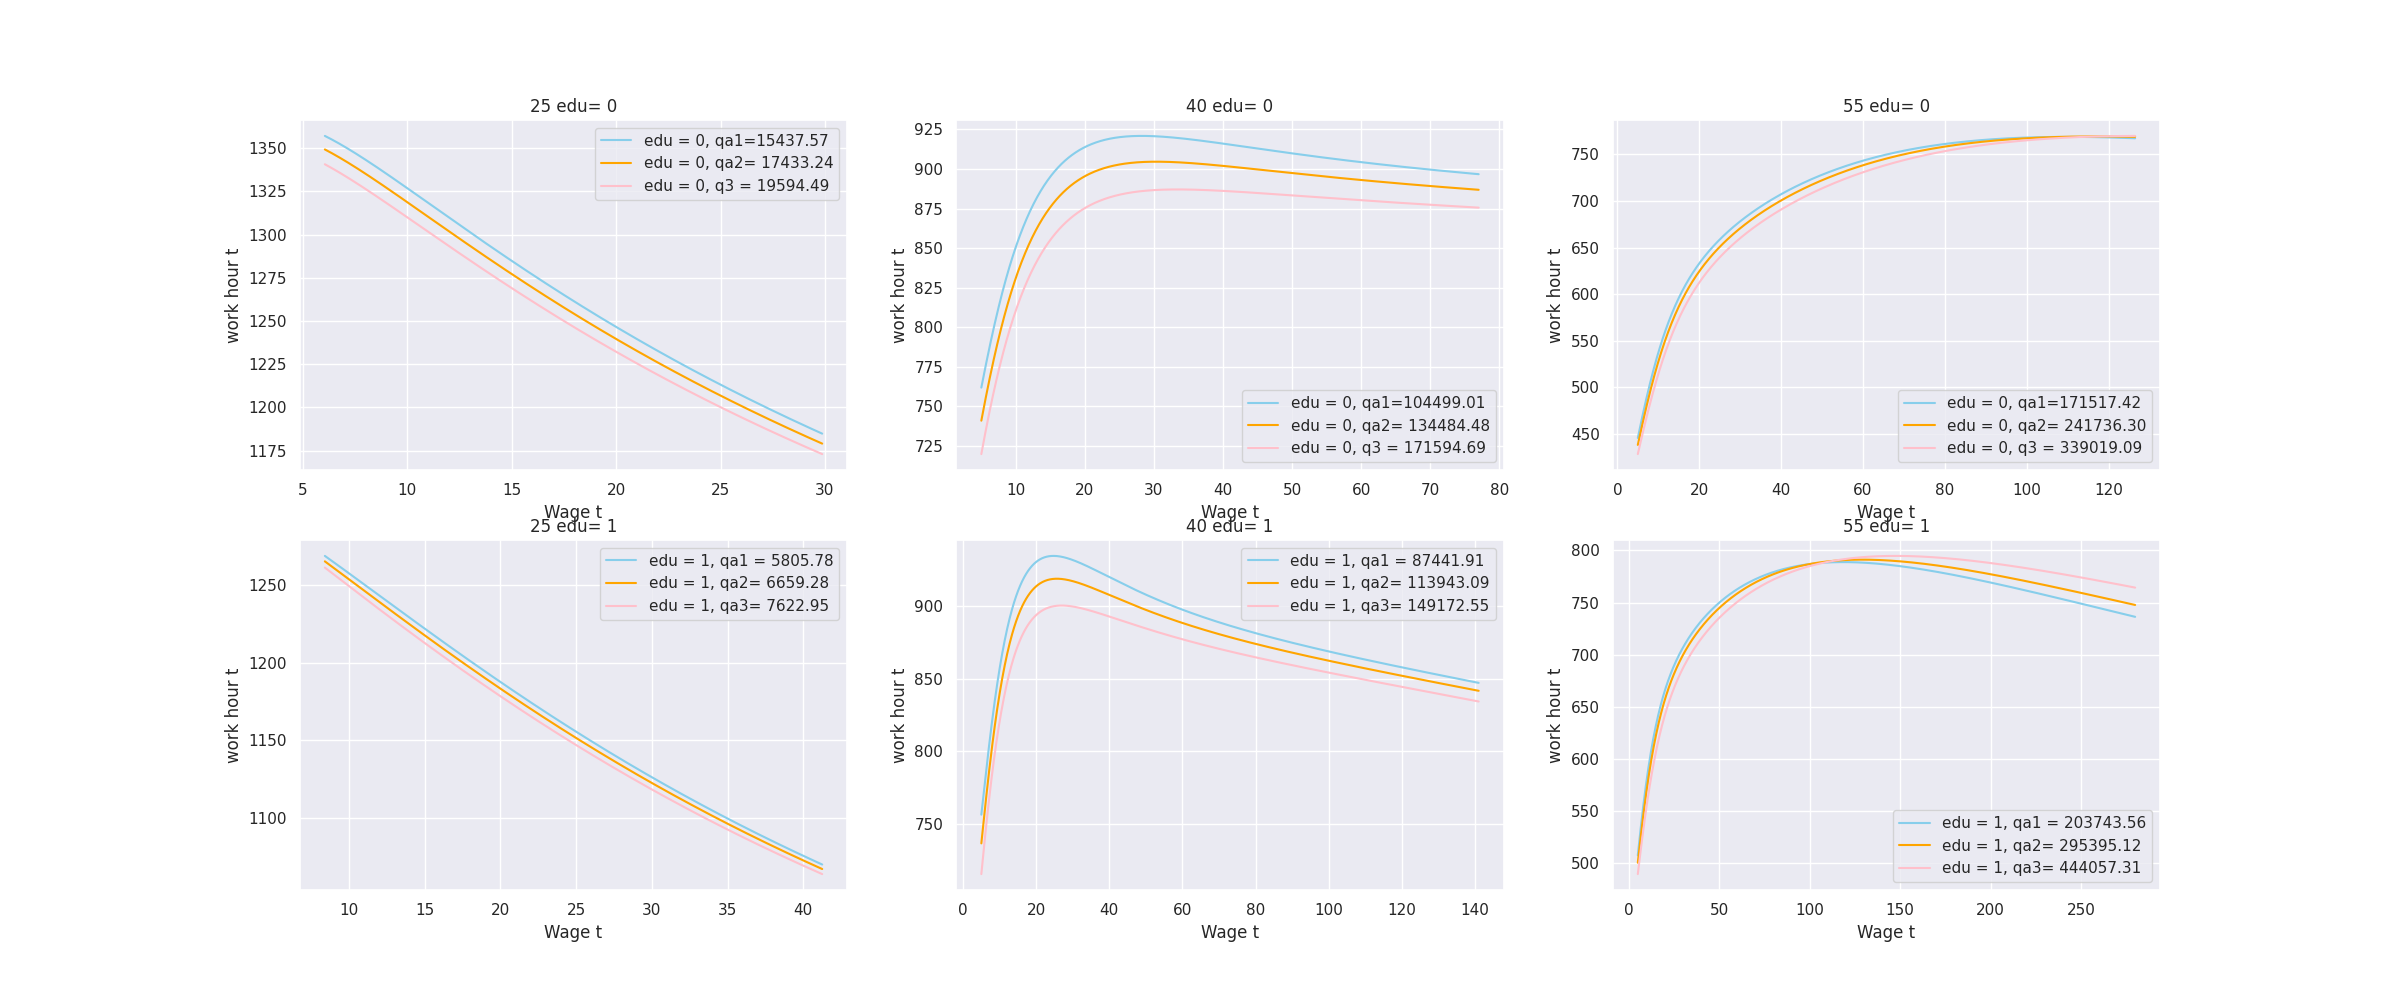 25 edu= 0
work hour t
1350
1325
1300
1275
1250
1225
1200
1175
edu = 0, qa1=15437.57
edu = 0, qa2= 17433.24
edu = 0, q3 = 19594.49
5 10 15 20 25 30
Wage t
40 edu= 0
work hour t
925
900
875
850
825
800
775
750
725
edu = 0, qa1=104499.01
edu = 0, qa2= 134484.48
edu = 0, q3 = 171594.69
10 20 30 40 50 60 70 80
Wage t
55 edu= 0
work hour t
750
700
650
600
550
500
450
edu = 0, qa1=171517.42
edu = 0, qa2= 241736.30
edu = 0, q3 = 339019.09
0 20 40 60 80 100 120
Wage t
25 edu= 1
work hour t
1250
1200
1150
1100
edu = 1, qa1 = 5805.78
edu = 1, qa2= 6659.28
edu = 1, qa3= 7622.95
10 15 20 25 30 35 40
Wage t
40 edu= 1
work hour t
900
850
800
750
edu = 1, qa1 = 87441.91
edu = 1, qa2= 113943.09
edu = 1, qa3= 149172.55
0 20 40 60 80 100 120 140
Wage t
55 edu= 1
work hour t
800
750
700
650
600
550
500
edu = 1, qa1 = 203743.56
edu = 1, qa2= 295395.12
edu = 1, qa3= 444057.31
0 50 100 150 200 250
Wage t